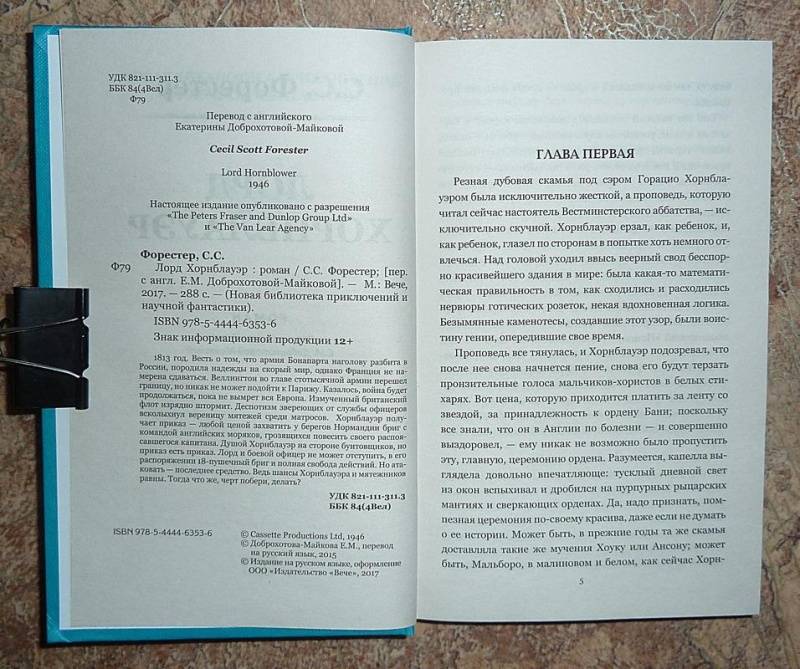 УДК 821-111-311.3
ББК 84(4Вел)
Ф79
Перевод с английского
Екатерины Доброхотовой-Майковой
Cecil Scott Forester
Lord Hornblower
1946
Настоящее издание опубликовано с разрешения
«The Peters Fraser and Dunlop Group Ltd»
и «The Van Lear Agency»
Форестер, С.С.
Ф79 Лорд Хорнблауэр : роман / С.С. Форестер; [пер.
с англ. Е.М. Доброхотовой-Майковой]. — М.: Вече,
2017. — 288 с. — (Новая библиотека приключений и
научной фантастики).
ISBN 978-5-4444-6353-6
Знак информационной продукции 12+
1813 год. Весть о том, что армия Бонапарта наголову разбита в
России, породила надежды на скорый мир, однако Франция не на-
мерена сдаваться. Веллингтон во главе стотысячной армии перешел
границу, но никак не может подойти к Парижу. Казалось, война будет
продолжаться, пока не вымрет вся Европа. Измученный британский
флот изрядно штормит. Деспотизм звереющих от службы офицеров
всколыхнул вереницу мятежей среди матросов. Хорнблауэр полу-
чает приказ — любой ценой захватить у берегов Нормандии бриг с
командой английских моряков, грозящихся повесить своего распоя-
савшегося капитана. Душой Хорнблауэр на стороне бунтовщиков, но
приказ есть приказ. Лорд и боевой офицер не может отступить, в его
распоряжении 18-пушечный бриг и полная свобода действий. Но ата-
ковать — последнее средство. Ведь шансы Хорнблауэра и мятежников
равны. Тогда что же, черт побери, делать?
УДК 821-111-311.3
ББК 84(4Вел)
ISBN 978-5-4444-6353-6
© Cassette Productions Ltd, 1946
© Доброхотова-Майкова Е.М., перевод
на русский язык, 2015
© Издание на русском языке, оформление
ООО «Издательство «Вече», 2017
ГЛАВА ПЕРВАЯ
Резная дубовая скамья под сэром Горацио Хорнбла-
уэром была исключительно жесткой, а проповедь, которую
читал сейчас настоятель Вестминстерского аббатства, — ис-
ключительно скучной. Хорнблауэр ерзал, как ребенок, и,
как ребенок, глазел по сторонам в попытке хоть немного от-
влечься. Над головой уходил ввысь веерный свод бесспор-
но красивейшего здания в мире: была какая-то математиче-
ская правильность в том, как сходились и расходились
нервюры готических розеток, некая вдохновенная логика.
Безымянные каменотесы, создавшие этот узор, были воис-
тину гении, опередившие свое время.
Проповедь все тянулась, и Хорнблауэр подозревал, что
после нее снова начнется пение, снова его будут терзать
пронзительные голоса мальчиков-хористов в белых сти-
харях. Вот цена, которую приходится платить за ленту со
звездой, за принадлежность к ордену Бани; поскольку
все знали, что он в Англии по болезни — и совершенно
выздоровел, — ему никак не возможно было пропустить
эту, главную, церемонию ордена. Разумеется, капелла вы-
глядела довольно впечатляюще: тусклый дневной свет
из окон вспыхивал и дробился на пурпурных рыцарских
мантиях и сверкающих орденах. Да, надо признать, пом-
пезная церемония по-своему красива, даже если не думать
о ее истории. Может быть, в прежние годы та же скамья
доставляла такие же мучения Хоуку или Ансону; может
быть, Мальборо, в малиновом и белом, как сейчас Хорн-
5